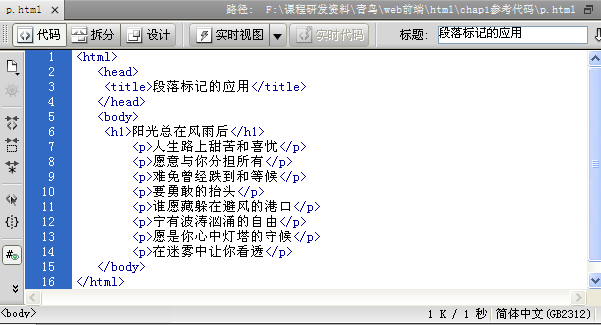 p.html
路径: F:\课程研发资料\青鸟\web前端\html\chap1参考代码\p.html
代码 拆分 设计 实时视图 实时代码 标题: 段落标记的应用
1 <html>
2 <head>
3 <title>段落标记的应用</title>
4 </head>
5 <body>
6 <h1>阳光总在风雨后</h1>
7 <p>人生路上甜苦和喜忧</p>
8 <p>愿意与你分担所有</p>
9 <p>难免曾经跌到和等候</p>
10 <p>要勇敢的抬头</p>
11 <p>谁愿藏躲在避风的港口</p>
12 <p>宁有波涛汹涌的自由</p>
13 <p>愿是你心中灯塔的守候</p>
14 <p>在迷雾中让你看透</p>
15 </body>
16 </html>
<body> 1 K / 1 秒 简体中文(GB2312)